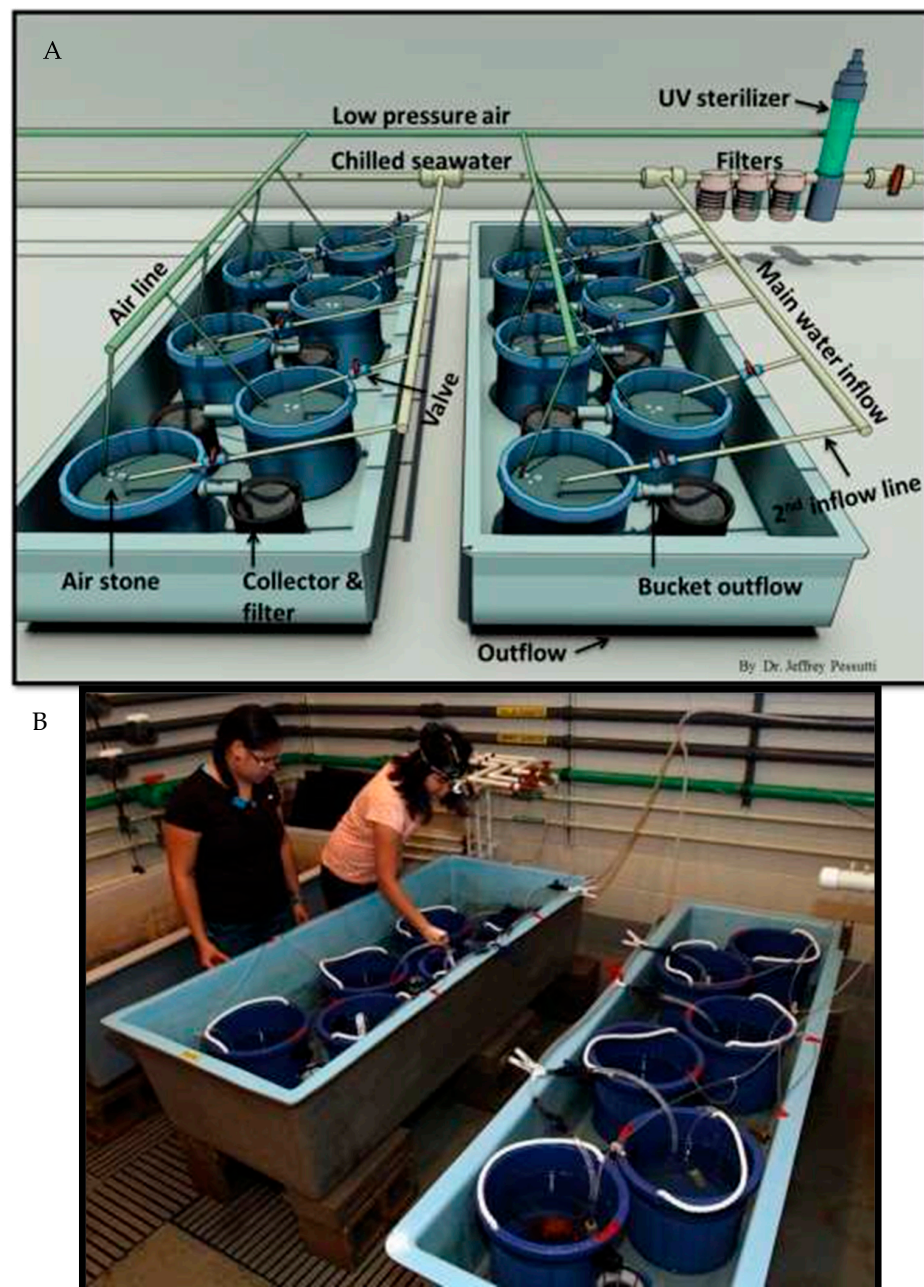 A
UV sterilizer
Low pressure air
Chilled seawater
Filters
Air line
Main water inflow
Valve
2nd inflow line
Air stone
Collector &
filter
Bucket outflow
Outflow
By Dr. Jeffrey Pessutti
B